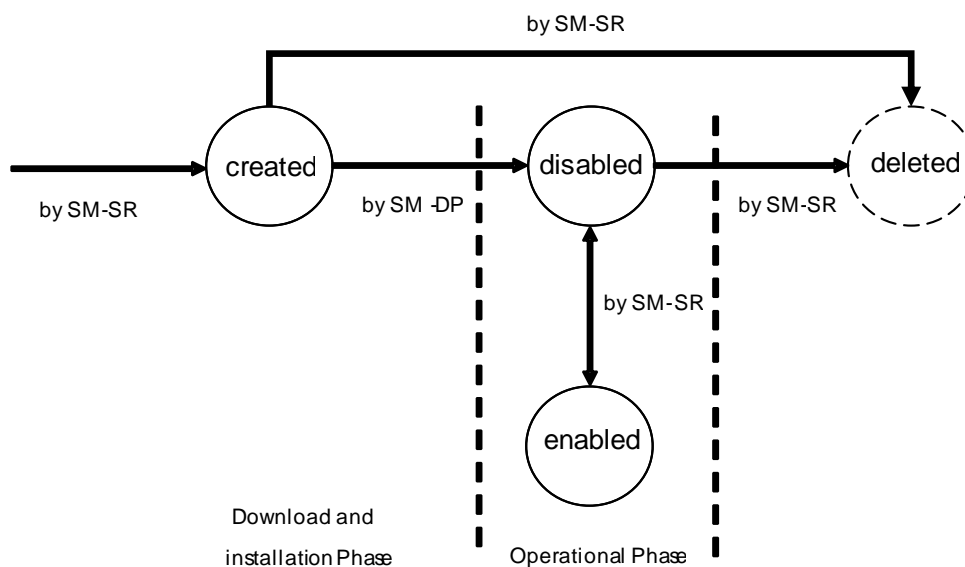 by SM-SR
created
disabled
deleted
by SM-SR
by SM -DP
by SM-SR
by SM-SR
enabled
Download and
installation Phase
Operational Phase